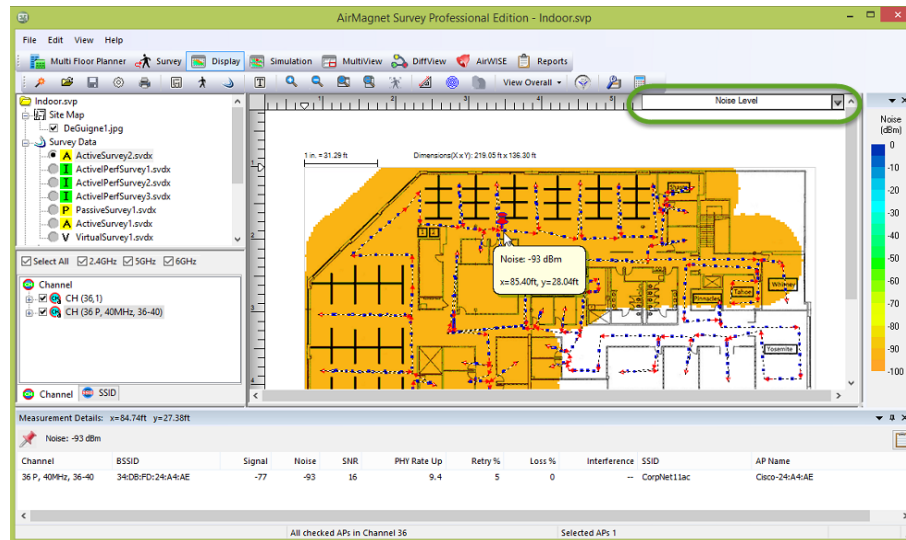 AirMagnet Survey Professional Edition - Indoor.svp
File Edit View Help
Multi Floor Planner Survey Display Simulation MultiView DiffView AirWISE Reports
View Overall
Indoor.svp
Site Map
DeGuigne1.jpg
Survey Data
A ActiveSurvey2.svdx
I ActiveIPerfSurvey1.svdx
I ActiveIPerfSurvey2.svdx
I ActiveIPerfSurvey3.svdx
P PassiveSurvey1.svdx
A ActiveSurvey1.svdx
V VirtualSurvey1.svdx
Select All 2.4GHz 5GHz 6GHz
Channel
CH (36,1)
CH (36 P, 40MHz, 36-40)
Channel SSID
Noise Level
1 in. = 31.29 ft
Dimensions(X x Y): 219.05 ft x 136.30 ft
Noise: -93 dBm
x=85.40ft, y=28.04ft
Pinnacles
Tahoe
Whitney
Yosemite
Noise
(dBm)
0
-10
-20
-30
-40
-50
-60
-70
-80
-90
-100
Measurement Details: x=84.74ft y=27.38ft
Noise: -93 dBm
Channel BSSID Signal Noise SNR PHY Rate Up Retry % Loss % Interference SSID AP Name
36 P, 40MHz, 36-40 34:DB:FD:24:A4:AE -77 -93 16 9.4 5 0 -- CorpNet11ac Cisco-24:A4:AE
All checked APs in Channel 36 Selected APs 1